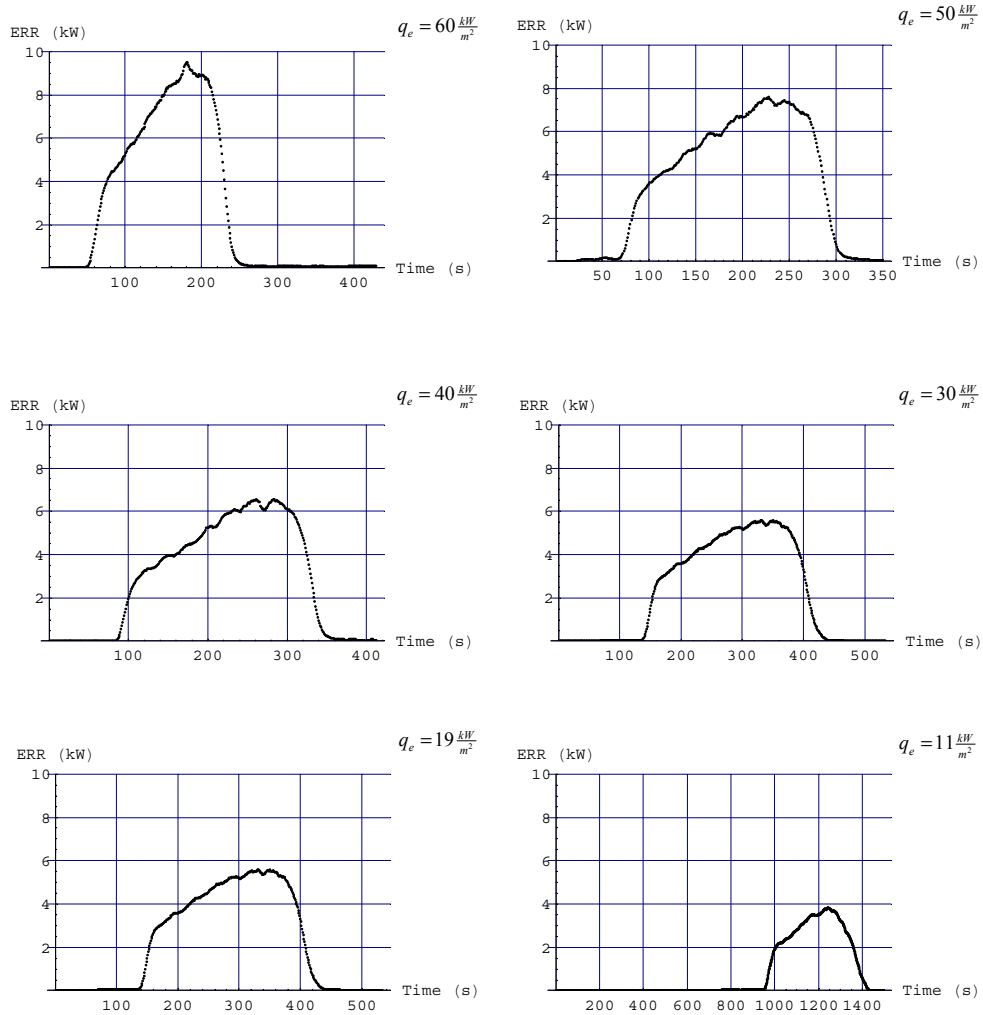 ERR (kW)
q_e = 60 kW/m²
10
8
6
4
2
100 200 300 400
Time (s)
ERR (kW)
q_e = 50 kW/m²
10
8
6
4
2
50 100 150 200 250 300 350
Time (s)
ERR (kW)
q_e = 40 kW/m²
10
8
6
4
2
100 200 300 400
Time (s)
ERR (kW)
q_e = 30 kW/m²
10
8
6
4
2
100 200 300 400 500
Time (s)
ERR (kW)
q_e = 19 kW/m²
10
8
6
4
2
100 200 300 400 500
Time (s)
ERR (kW)
q_e = 11 kW/m²
10
8
6
4
2
200 400 600 800 1000 1200 1400
Time (s)